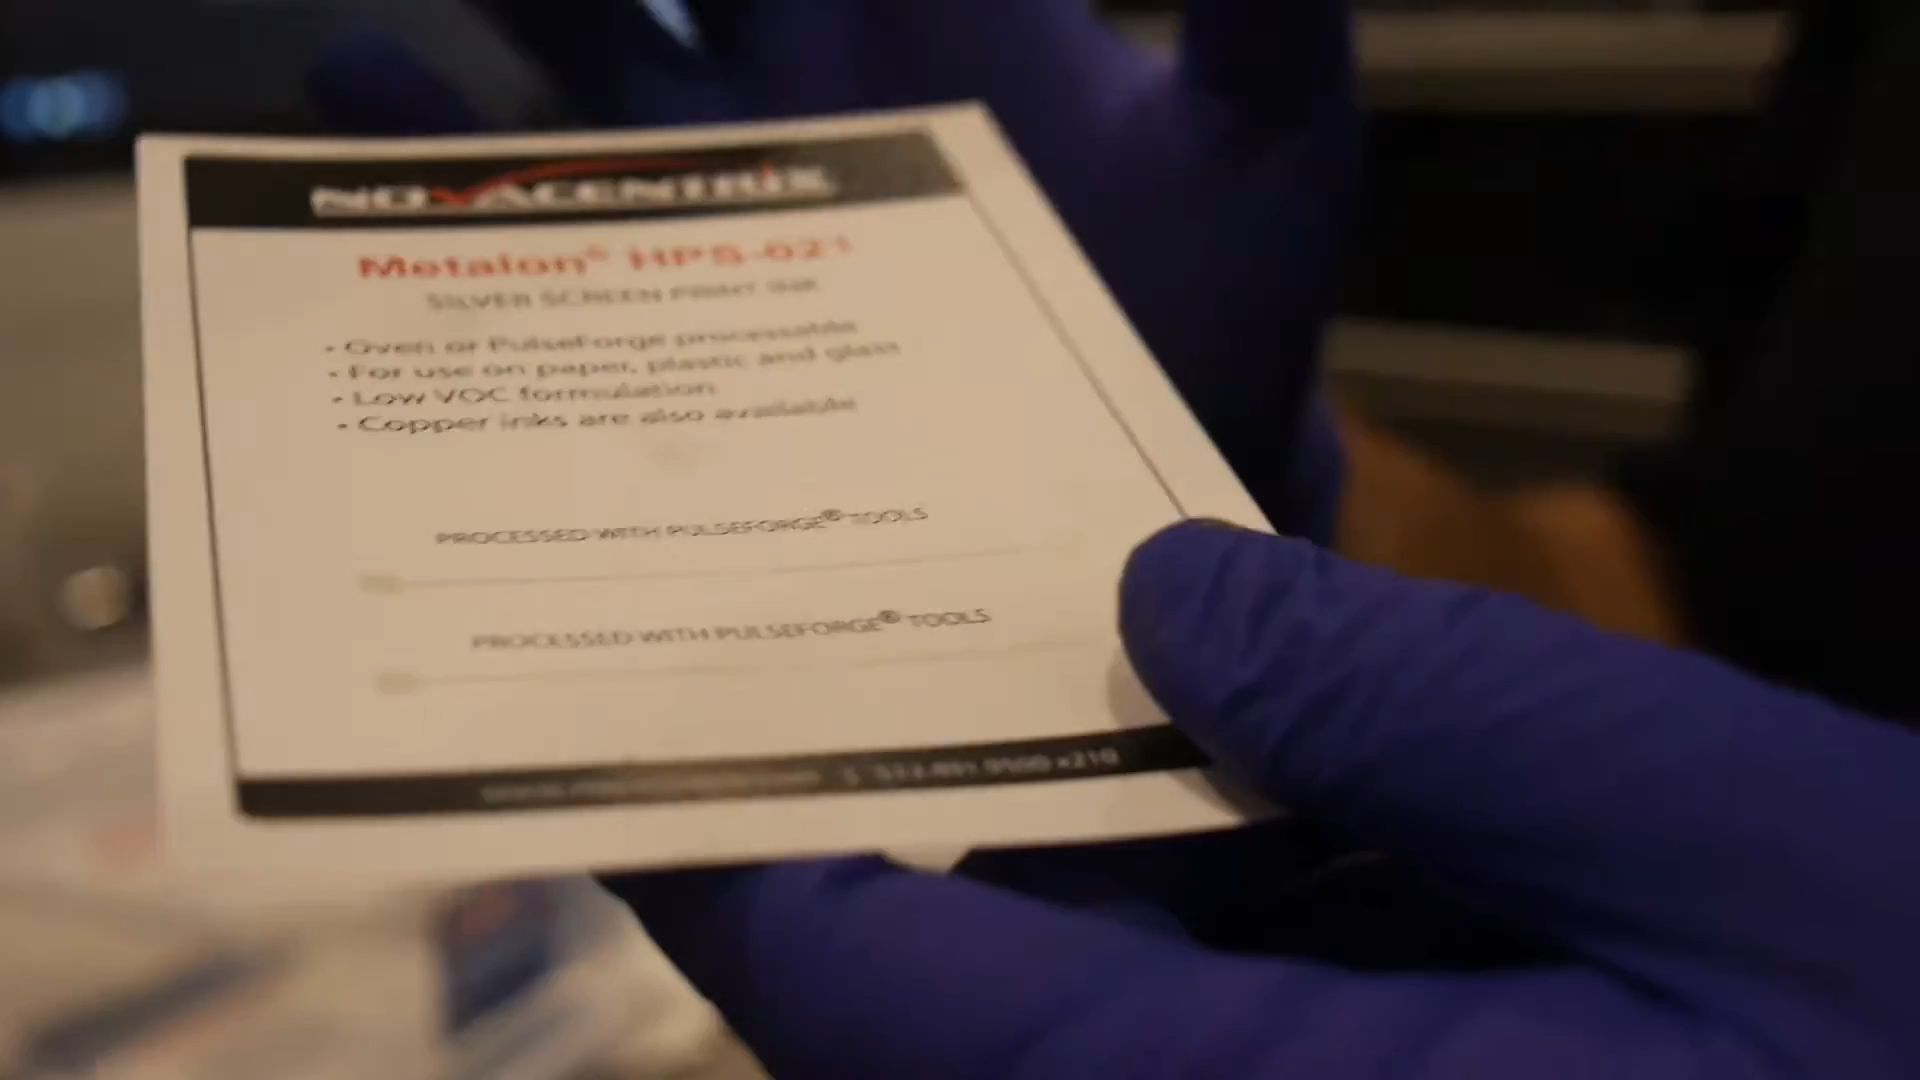 NOVACENTRIX
Metalon® HPS-021
SILVER SCREEN PRINT INK
• Oven or PulseForge processable
• For use on paper, plastic and glass
• Low VOC formulation
• Copper inks are also available
PROCESSED WITH PULSEFORGE® TOOLS
PROCESSED WITH PULSEFORGE® TOOLS
x210